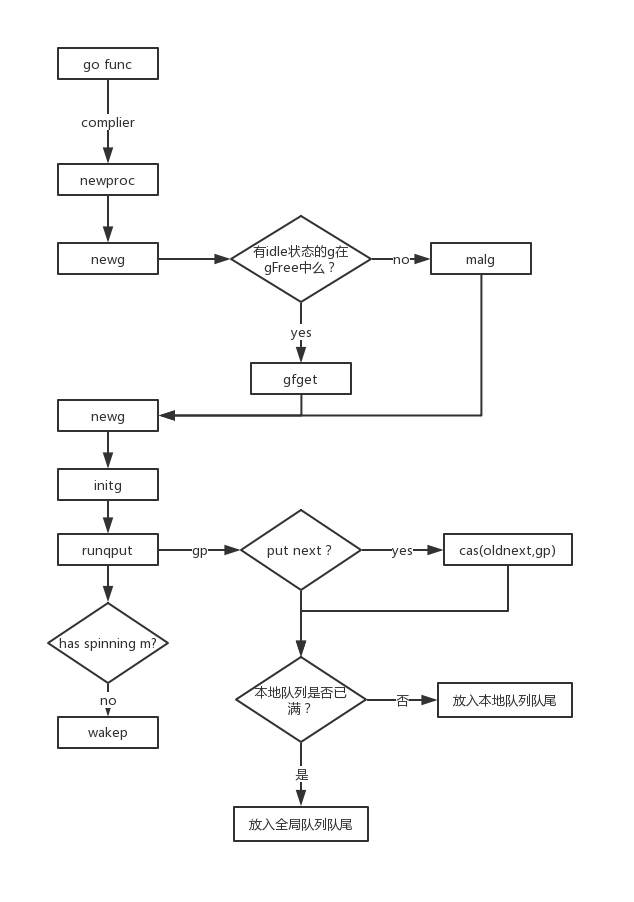 go func
complier
newproc
newg
有idle状态的g在
gFree中么？
no
malg
yes
gfget
newg
initg
runqput
gp
put next？
yes
cas(oldnext,gp)
has spinning m?
no
wakep
本地队列是否已
满？
否
放入本地队列队尾
是
放入全局队列队尾